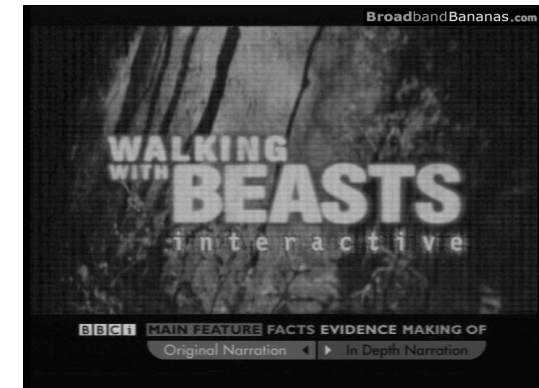 BroadbandBananas.com
WALKING
WITH BEASTS
interactive
BBCi MAIN FEATURE FACTS EVIDENCE MAKING OF
Original Narration In Depth Narration